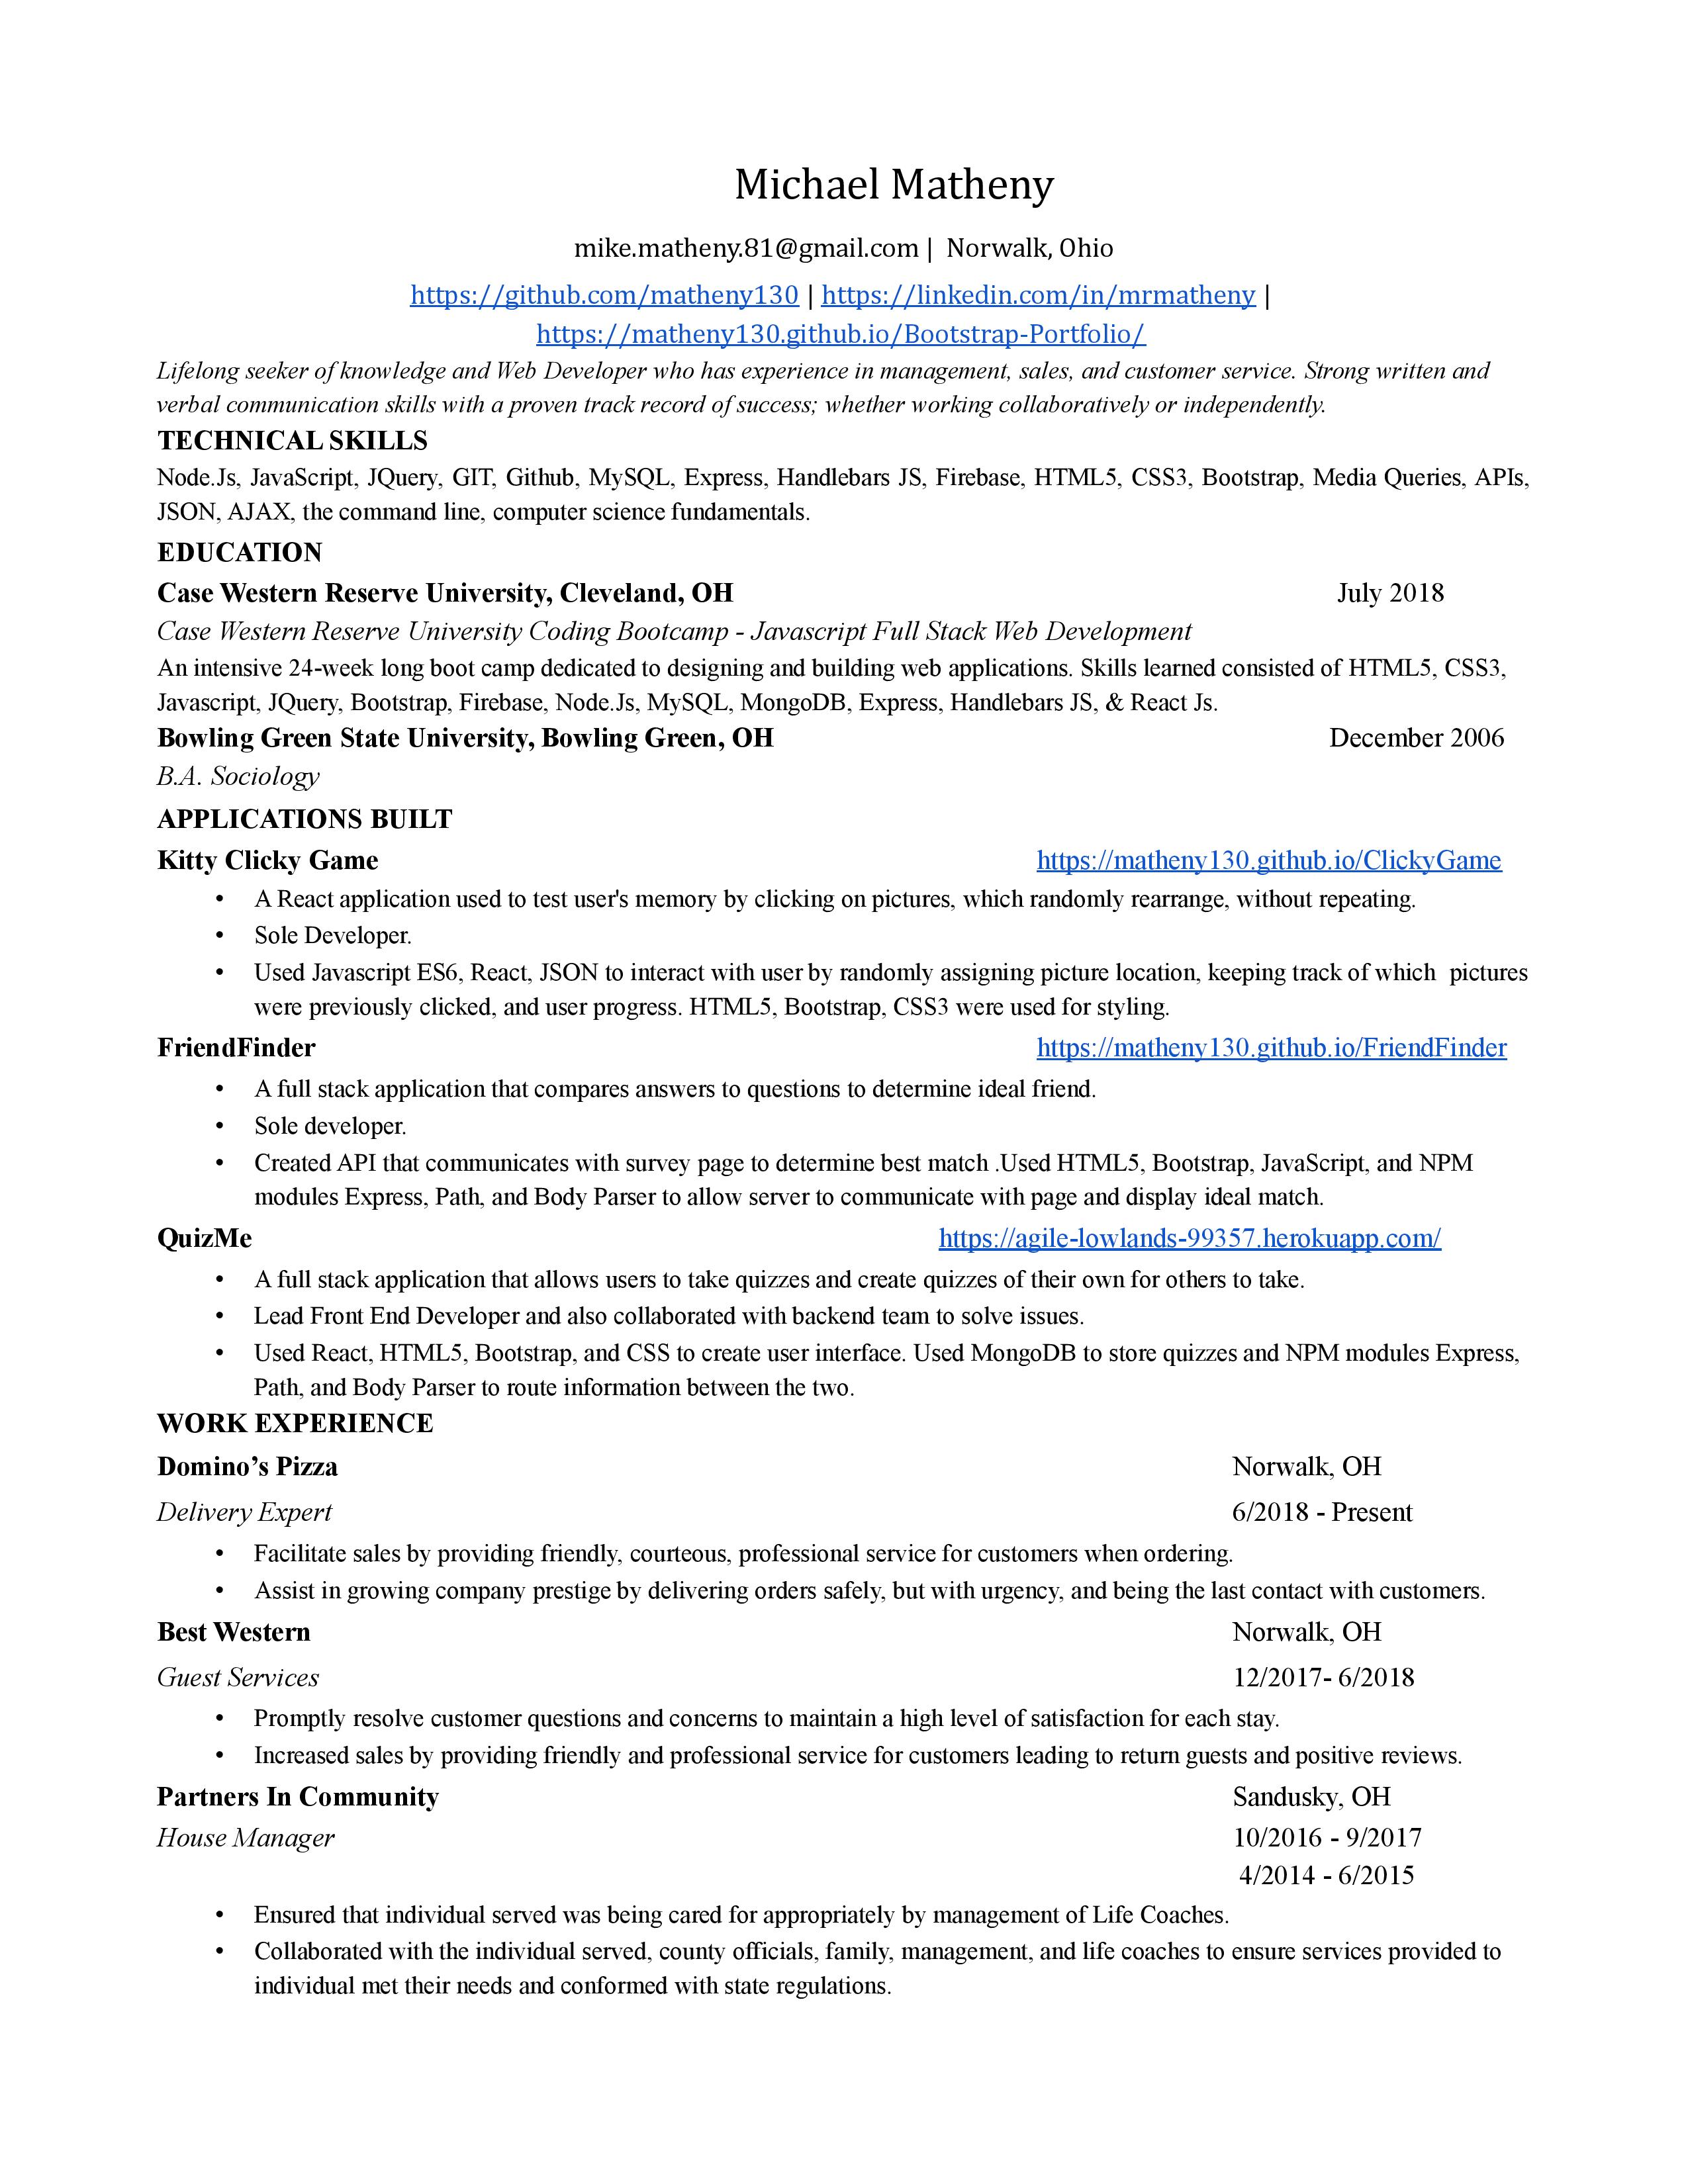 Michael Matheny
mike.matheny.81@gmail.com | Norwalk, Ohio
https://github.com/matheny130 | https://linkedin.com/in/mrmatheny |
https://matheny130.github.io/Bootstrap-Portfolio/
Lifelong seeker of knowledge and Web Developer who has experience in management, sales, and customer service. Strong written and
verbal communication skills with a proven track record of success; whether working collaboratively or independently.
TECHNICAL SKILLS
Node.Js, JavaScript, JQuery, GIT, Github, MySQL, Express, Handlebars JS, Firebase, HTML5, CSS3, Bootstrap, Media Queries, APIs,
JSON, AJAX, the command line, computer science fundamentals.
EDUCATION
Case Western Reserve University, Cleveland, OH July 2018
Case Western Reserve University Coding Bootcamp - Javascript Full Stack Web Development
An intensive 24-week long boot camp dedicated to designing and building web applications. Skills learned consisted of HTML5, CSS3,
Javascript, JQuery, Bootstrap, Firebase, Node.Js, MySQL, MongoDB, Express, Handlebars JS, & React Js.
Bowling Green State University, Bowling Green, OH December 2006
B.A. Sociology
APPLICATIONS BUILT
Kitty Clicky Game https://matheny130.github.io/ClickyGame
• A React application used to test user's memory by clicking on pictures, which randomly rearrange, without repeating.
• Sole Developer.
• Used Javascript ES6, React, JSON to interact with user by randomly assigning picture location, keeping track of which pictures
were previously clicked, and user progress. HTML5, Bootstrap, CSS3 were used for styling.
FriendFinder https://matheny130.github.io/FriendFinder
• A full stack application that compares answers to questions to determine ideal friend.
• Sole developer.
• Created API that communicates with survey page to determine best match .Used HTML5, Bootstrap, JavaScript, and NPM
modules Express, Path, and Body Parser to allow server to communicate with page and display ideal match.
QuizMe https://agile-lowlands-99357.herokuapp.com/
• A full stack application that allows users to take quizzes and create quizzes of their own for others to take.
• Lead Front End Developer and also collaborated with backend team to solve issues.
• Used React, HTML5, Bootstrap, and CSS to create user interface. Used MongoDB to store quizzes and NPM modules Express,
Path, and Body Parser to route information between the two.
WORK EXPERIENCE
Domino’s Pizza Norwalk, OH
Delivery Expert 6/2018 - Present
• Facilitate sales by providing friendly, courteous, professional service for customers when ordering.
• Assist in growing company prestige by delivering orders safely, but with urgency, and being the last contact with customers.
Best Western Norwalk, OH
Guest Services 12/2017- 6/2018
• Promptly resolve customer questions and concerns to maintain a high level of satisfaction for each stay.
• Increased sales by providing friendly and professional service for customers leading to return guests and positive reviews.
Partners In Community Sandusky, OH
House Manager 10/2016 - 9/2017
4/2014 - 6/2015
• Ensured that individual served was being cared for appropriately by management of Life Coaches.
• Collaborated with the individual served, county officials, family, management, and life coaches to ensure services provided to
individual met their needs and conformed with state regulations.